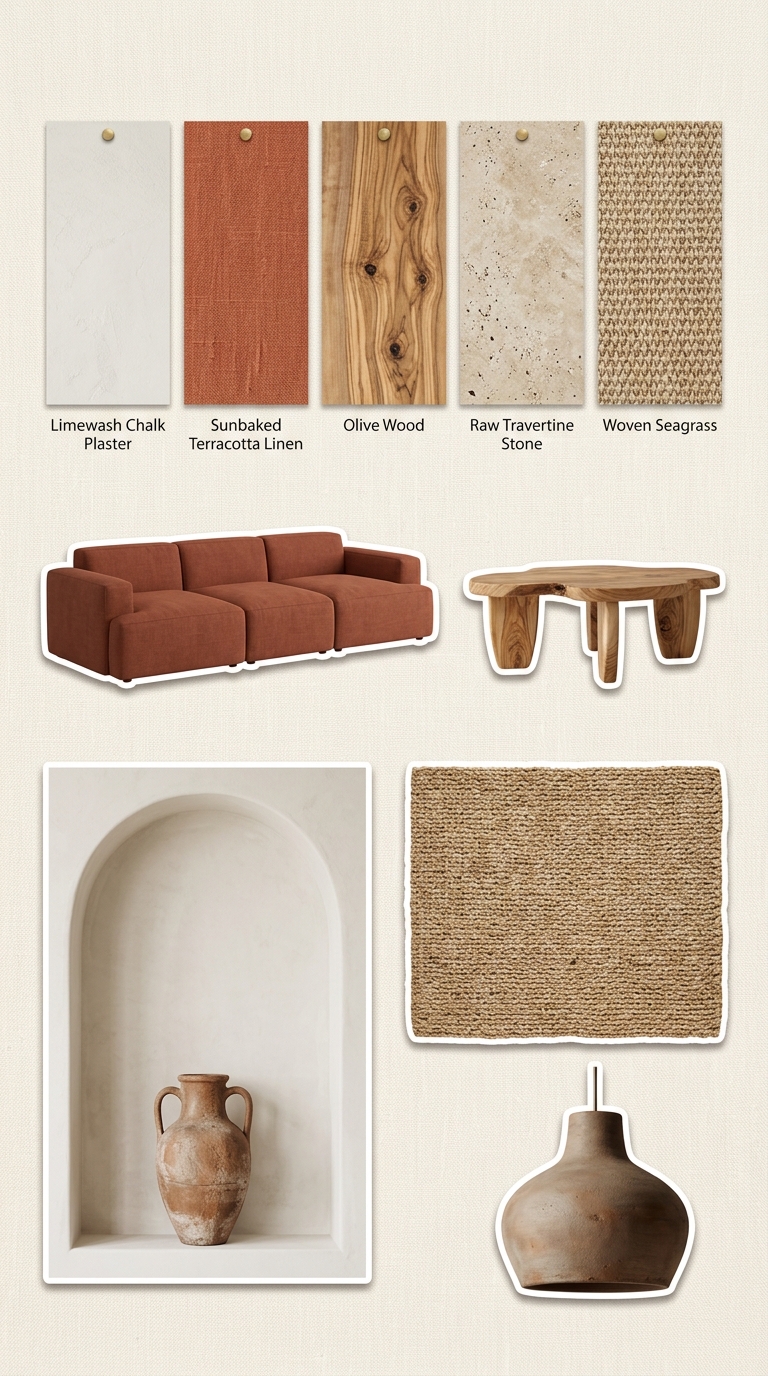 Limewash Chalk
Plaster
Sunbaked
Terracotta Linen
Olive Wood
Raw Travertine
Stone
Woven Seagrass